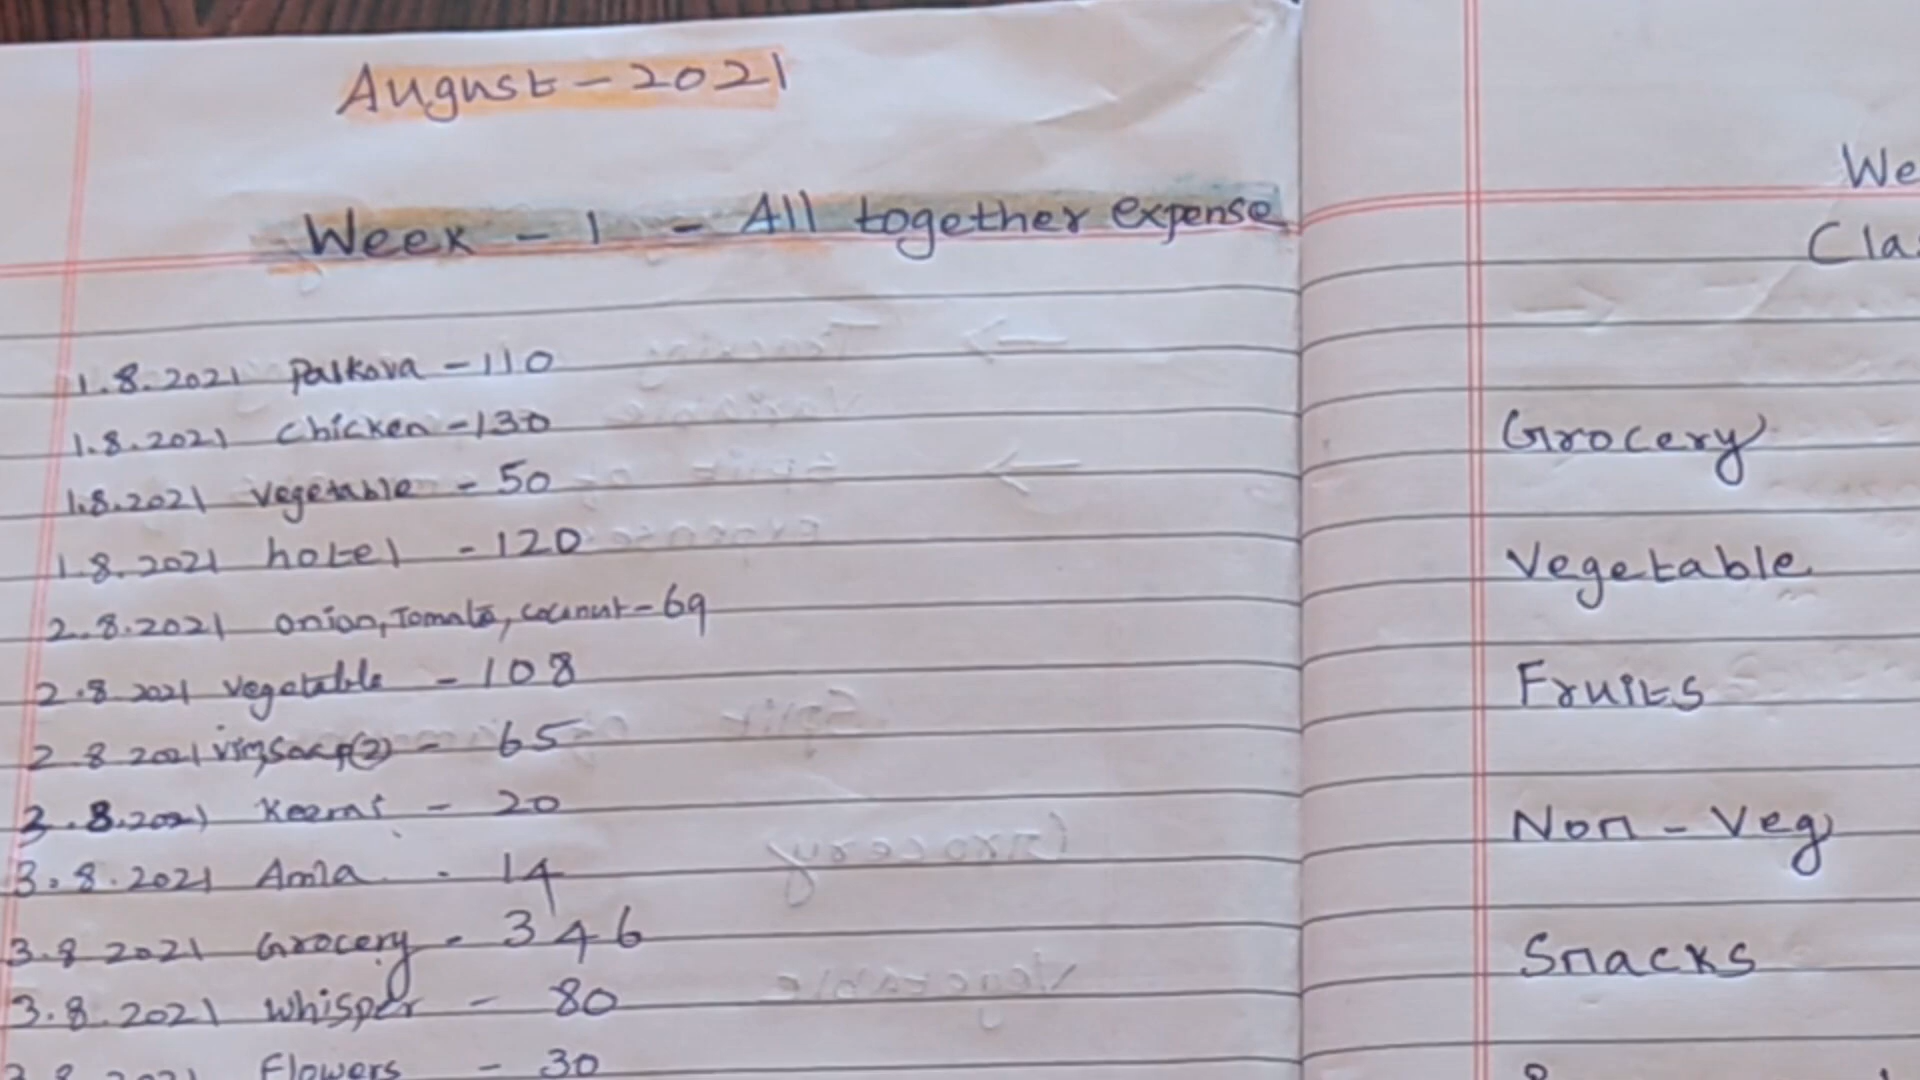 August - 2021
Week - 1 - All together expense
1.8.2021 Palkova - 110
1.8.2021 chicken - 130
1.8.2021 vegetable - 50
1.8.2021 hotel - 120
2.8.2021 onion, Tomato, coconut - 69
2.8.2021 vegetable - 108
2 8 2021 vim soap (2) - 65
3.8.2021 - 20
3.8.2021 Amla - 14
3.8 2021 Grocery - 346
3.8.2021 whisper - 80
Flowers - 30
We
Cla
Grocery
Vegetable
Fruits
Non - Veg
Snacks